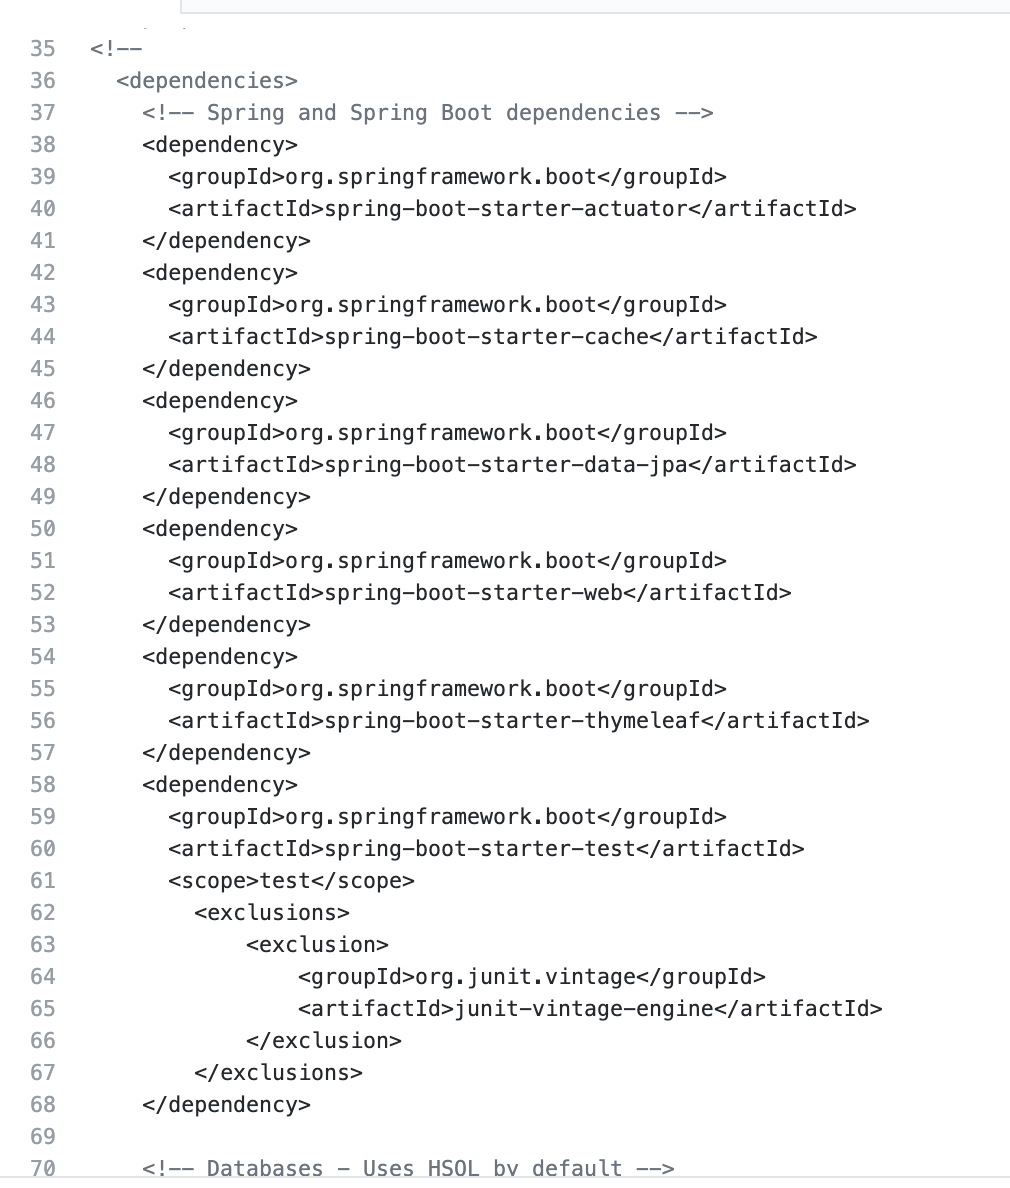 35 <!--
36 <dependencies>
37 <!-- Spring and Spring Boot dependencies -->
38 <dependency>
39 <groupId>org.springframework.boot</groupId>
40 <artifactId>spring-boot-starter-actuator</artifactId>
41 </dependency>
42 <dependency>
43 <groupId>org.springframework.boot</groupId>
44 <artifactId>spring-boot-starter-cache</artifactId>
45 </dependency>
46 <dependency>
47 <groupId>org.springframework.boot</groupId>
48 <artifactId>spring-boot-starter-data-jpa</artifactId>
49 </dependency>
50 <dependency>
51 <groupId>org.springframework.boot</groupId>
52 <artifactId>spring-boot-starter-web</artifactId>
53 </dependency>
54 <dependency>
55 <groupId>org.springframework.boot</groupId>
56 <artifactId>spring-boot-starter-thymeleaf</artifactId>
57 </dependency>
58 <dependency>
59 <groupId>org.springframework.boot</groupId>
60 <artifactId>spring-boot-starter-test</artifactId>
61 <scope>test</scope>
62 <exclusions>
63 <exclusion>
64 <groupId>org.junit.vintage</groupId>
65 <artifactId>junit-vintage-engine</artifactId>
66 </exclusion>
67 </exclusions>
68 </dependency>
69
70 <!-- Databases - Uses HSQL by default -->